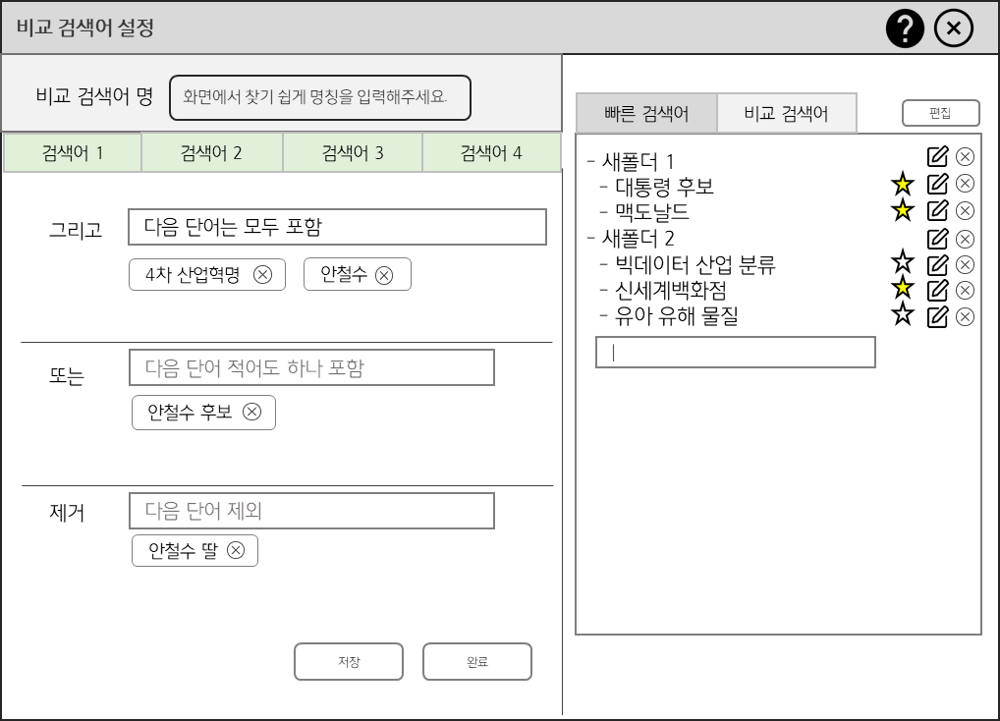 비교 검색어 설정
?
비교 검색어 명
화면에서 찾기 쉽게 명칭을 입력해주세요.
검색어 1
검색어 2
검색어 3
검색어 4
그리고
다음 단어는 모두 포함
4차 산업혁명
안철수
또는
다음 단어 적어도 하나 포함
안철수 후보
제거
다음 단어 제외
안철수 딸
저장
완료
빠른 검색어
비교 검색어
편집
- 새폴더 1
- 대통령 후보
- 맥도날드
- 새폴더 2
- 빅데이터 산업 분류
- 신세계백화점
- 유아 유해 물질